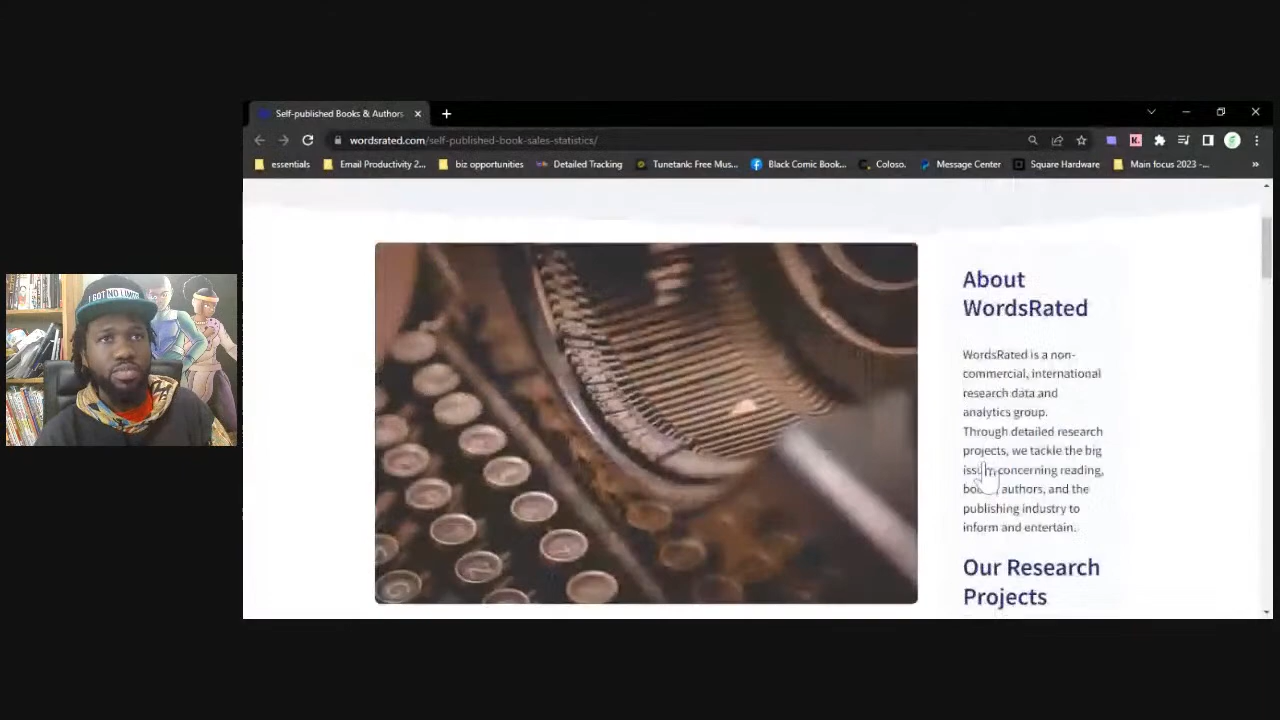 Self-published Books & Authors
wordsrated.com/self-published-book-sales-statistics/
essentials
Email Productivity 2...
biz opportunities
Detailed Tracking
Tunetank Free Mus...
Black Comic Book...
Coloso.
Message Center
Square Hardware
Main focus 2023 -...
I GOT NO LIMIT
About
WordsRated
WordsRated is a non-
commercial, international
research data and
analytics group.
Through detailed research
projects, we tackle the big
concerning reading,
authors, and the
publishing industry to
inform and entertain.
Our Research
Projects